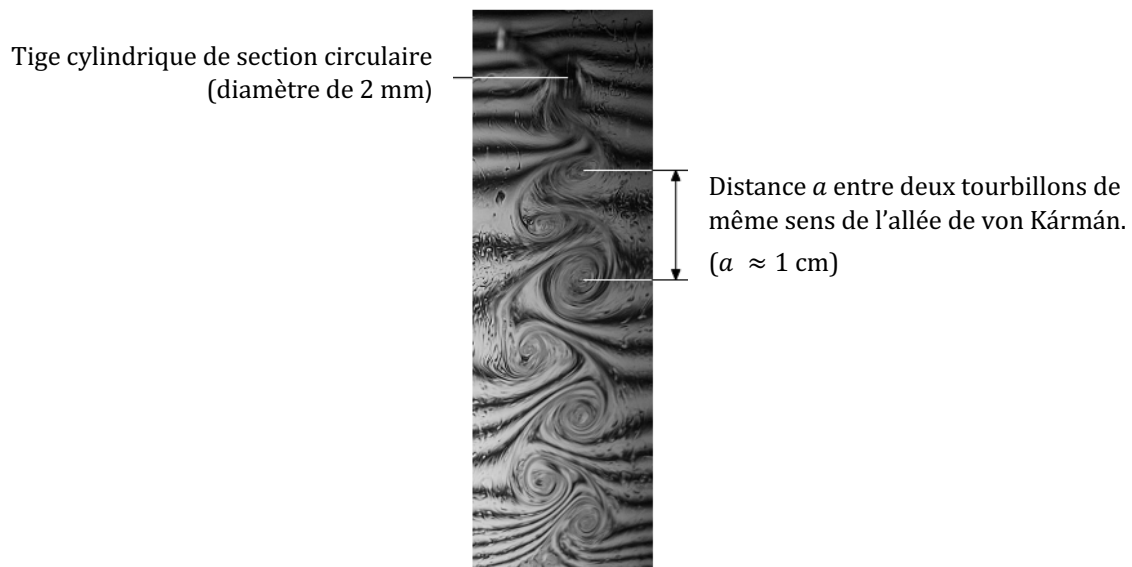 Tige cylindrique de section circulaire
(diamètre de 2 mm)
Distance a entre deux tourbillons de
même sens de l’allée de von Kármán.
(a ≈ 1 cm)